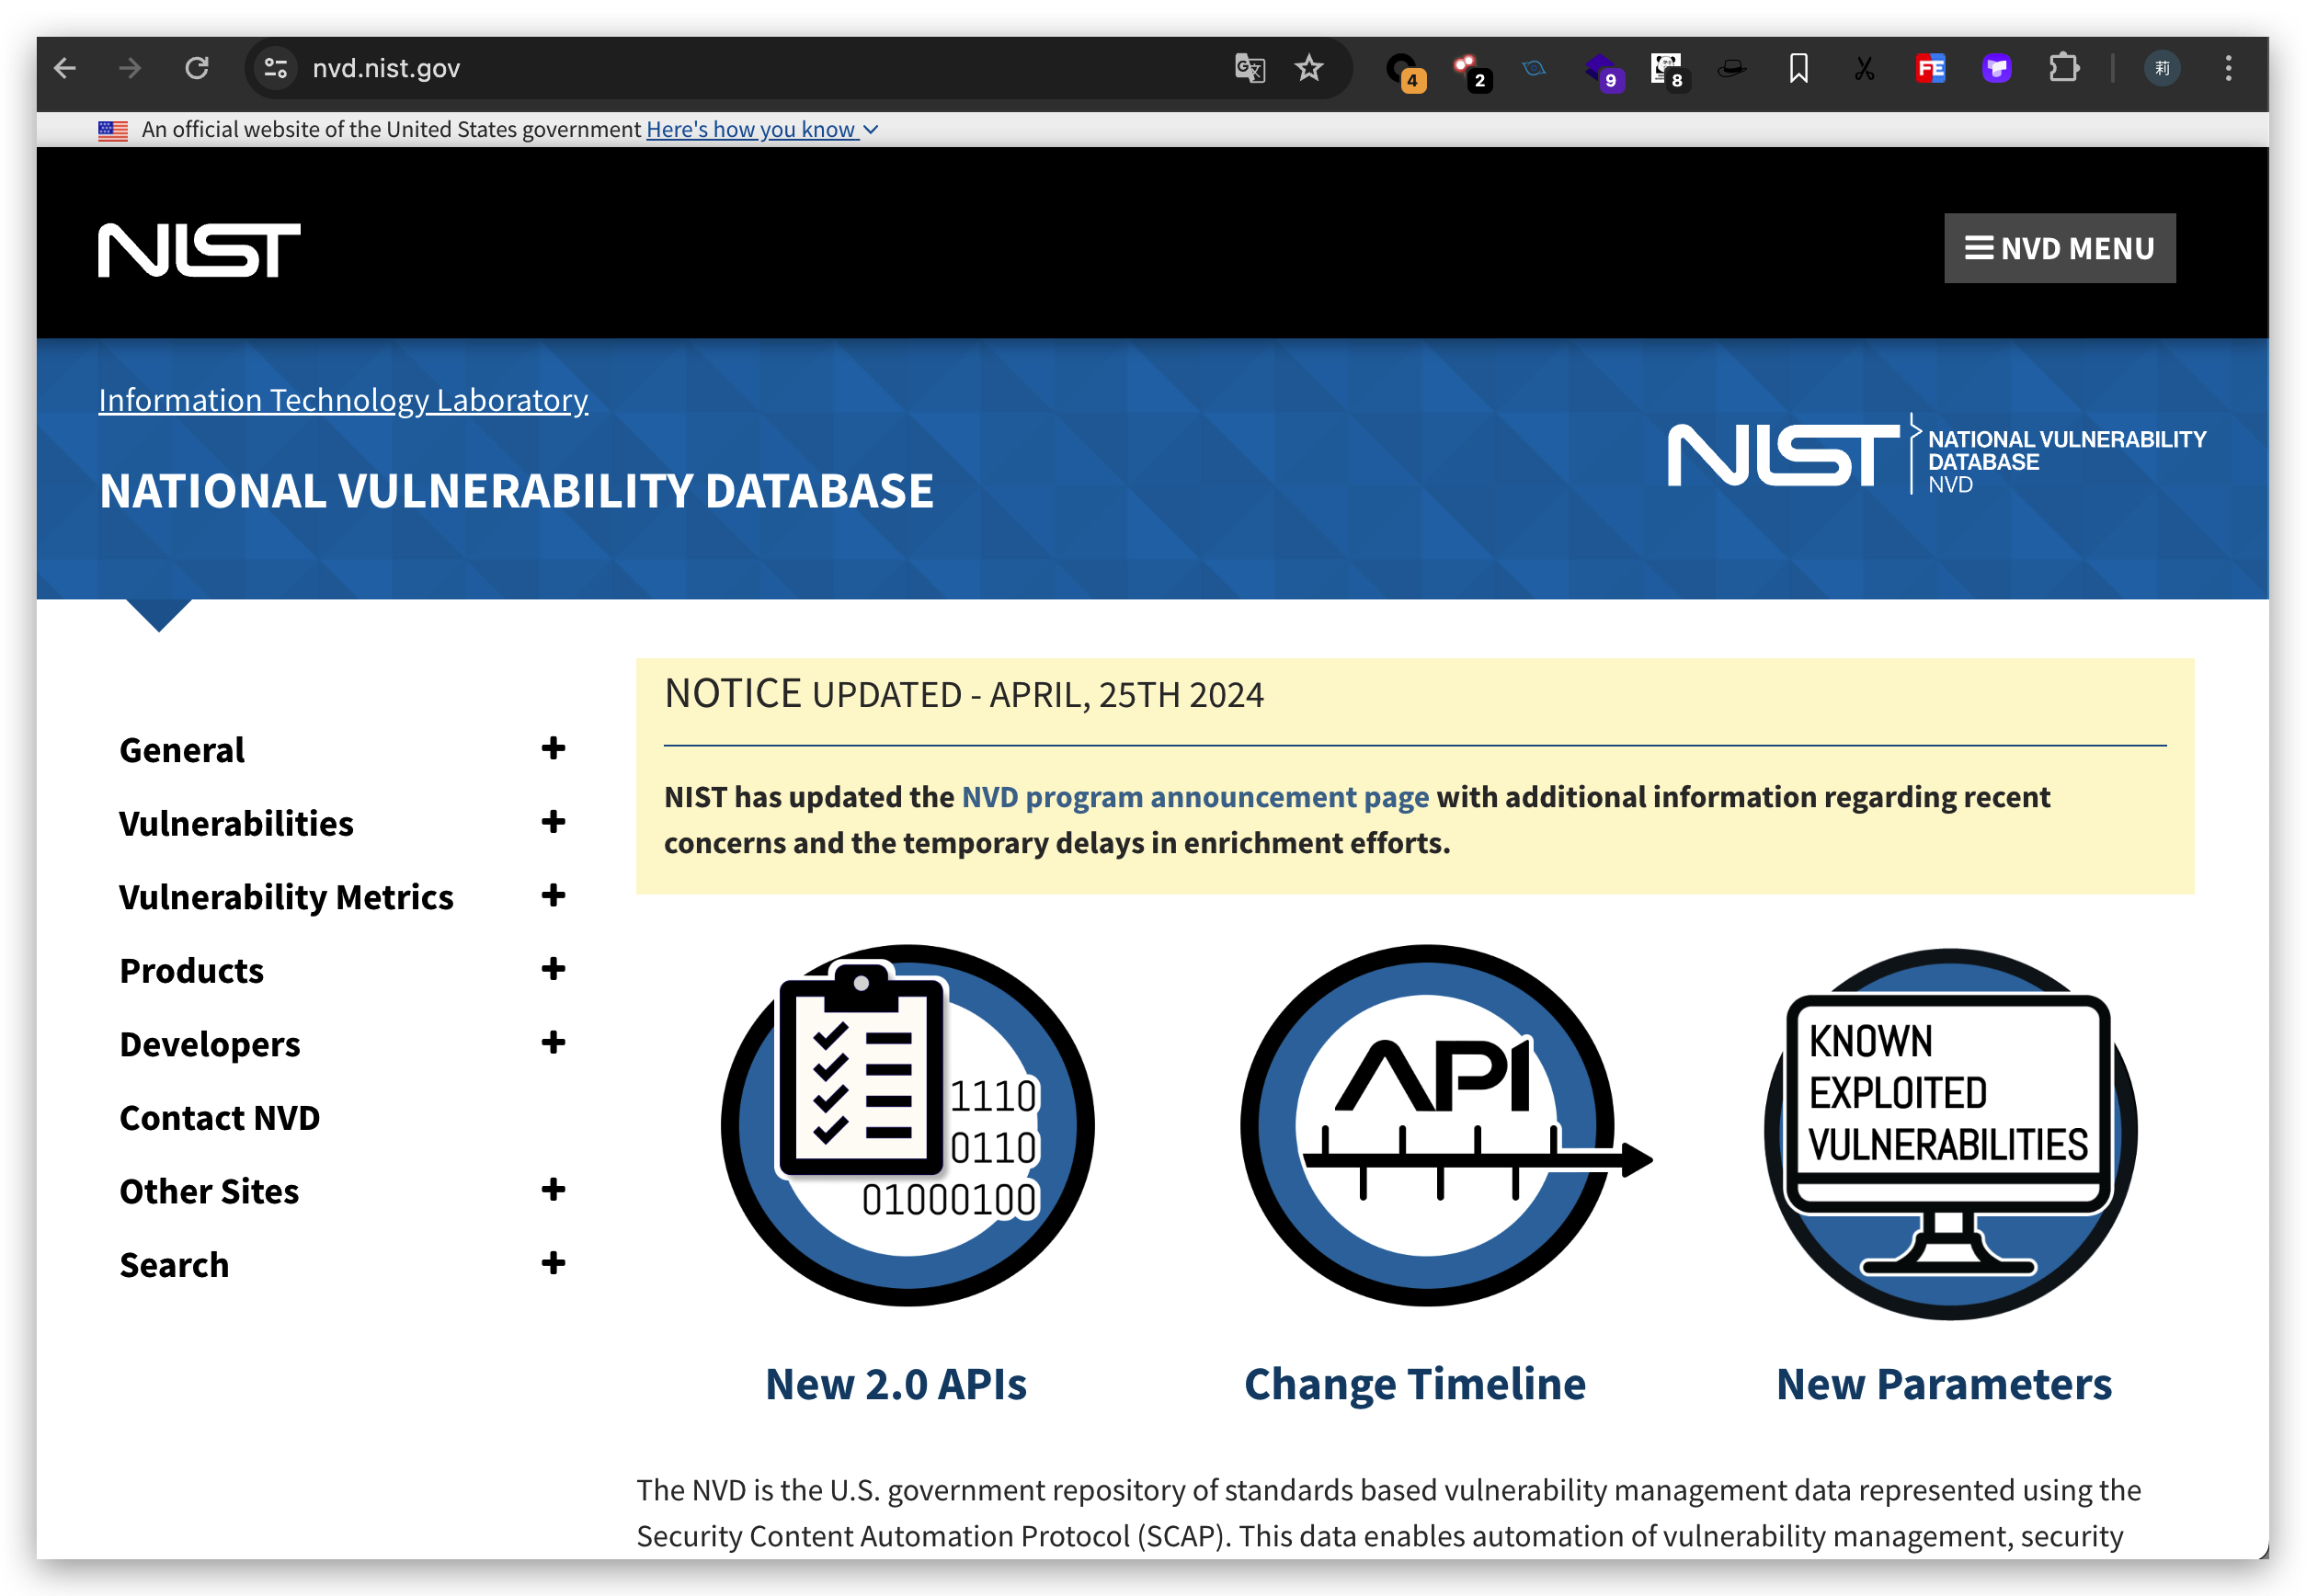 nvd.nist.gov
4
2
9
8
FE
莉
An official website of the United States government Here's how you know
NIST
NVD MENU
Information Technology Laboratory
NATIONAL VULNERABILITY DATABASE
NIST
NATIONAL VULNERABILITY
DATABASE
NVD
General
Vulnerabilities
Vulnerability Metrics
Products
Developers
Contact NVD
Other Sites
Search
NOTICE UPDATED - APRIL, 25TH 2024
NIST has updated the NVD program announcement page with additional information regarding recent
concerns and the temporary delays in enrichment efforts.
1110
0110
01000100
API
KNOWN
EXPLOITED
VULNERABILITIES
New 2.0 APIs
Change Timeline
New Parameters
The NVD is the U.S. government repository of standards based vulnerability management data represented using the
Security Content Automation Protocol (SCAP). This data enables automation of vulnerability management, security